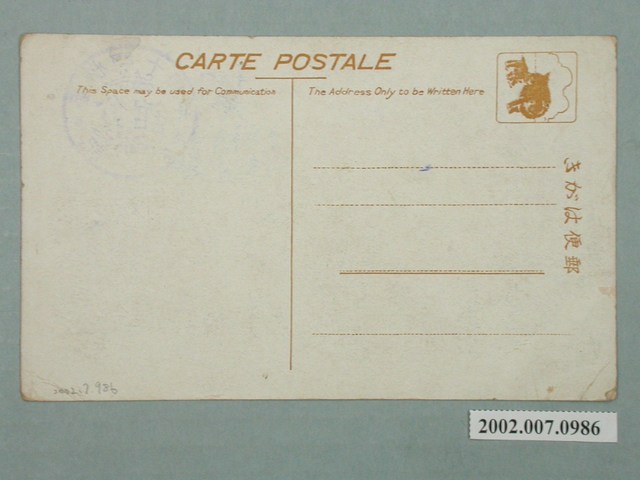 CARTE POSTALE
This Space may be used for Communication
The Address Only to be Written Here
きがは便郵
2002.7.986
2002.007.0986